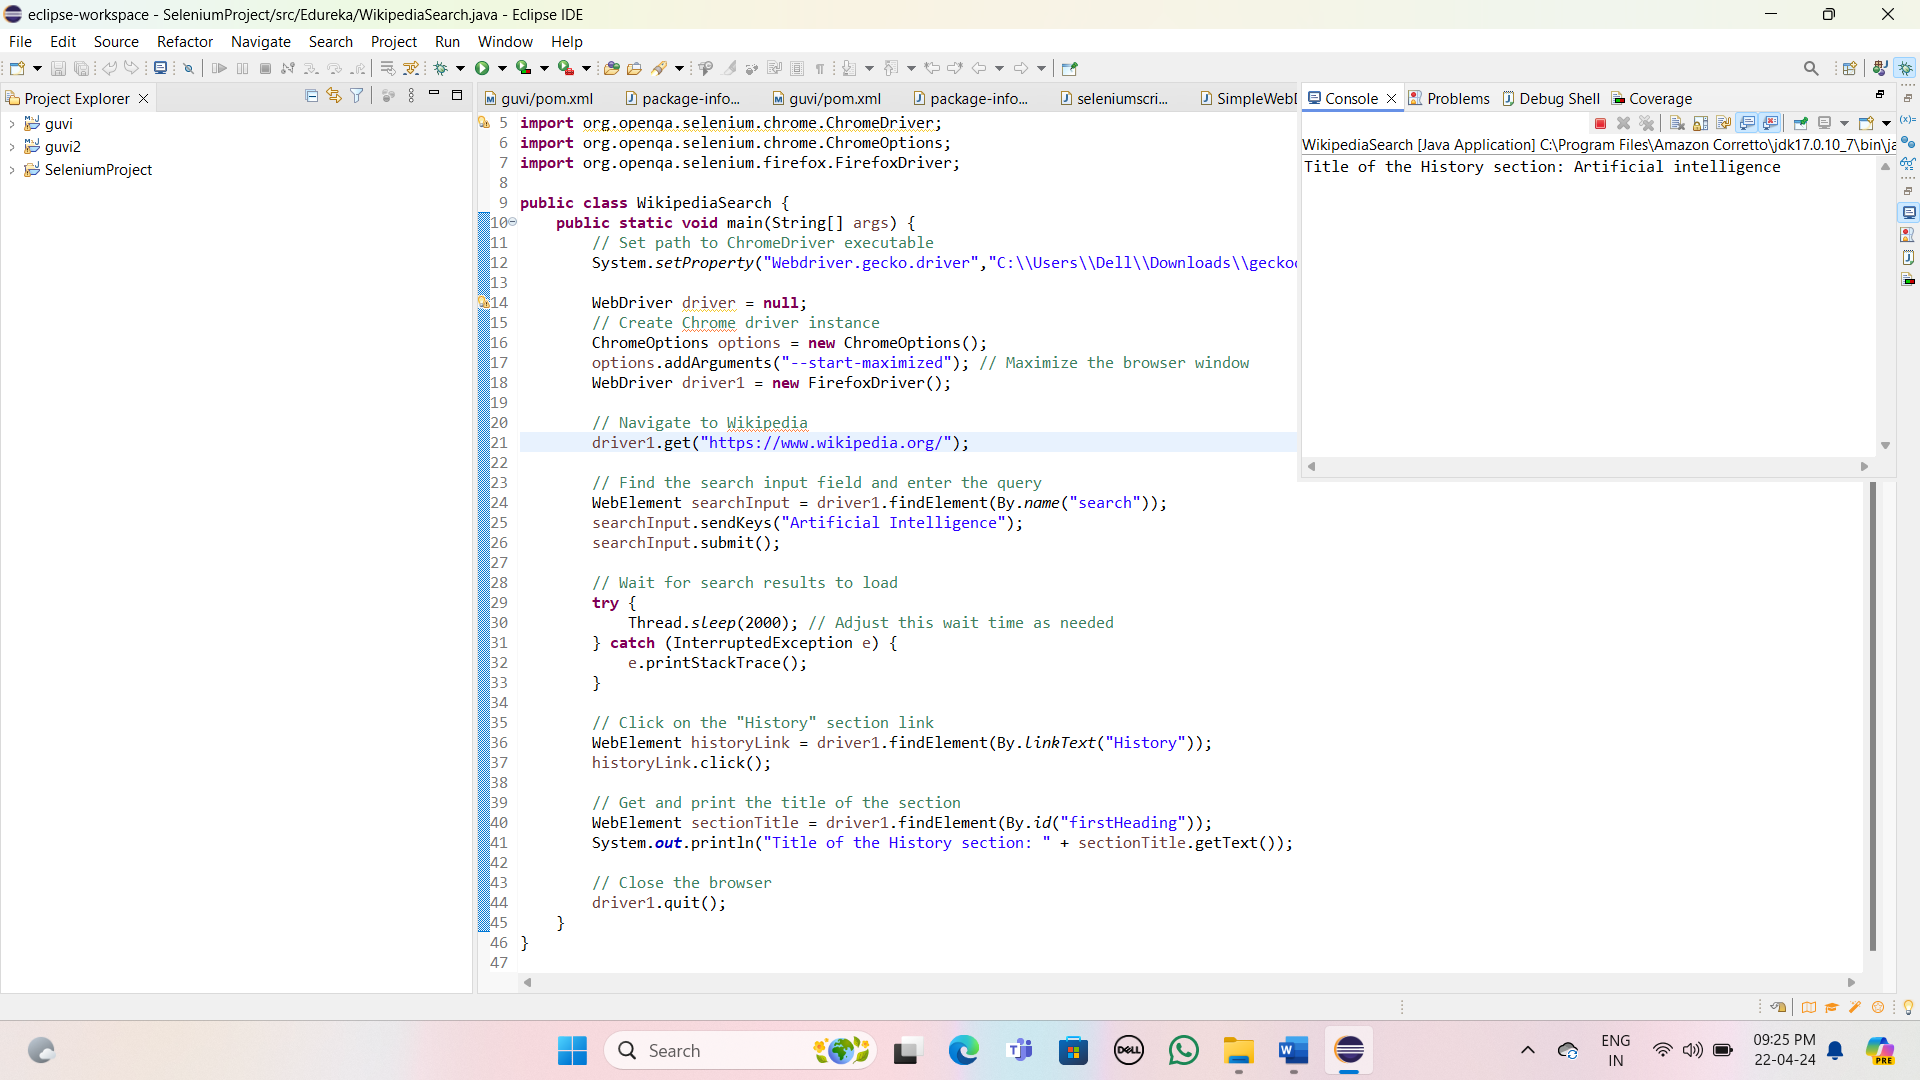 eclipse-workspace - SeleniumProject/src/Edureka/WikipediaSearch.java - Eclipse IDE
File Edit Source Refactor Navigate Search Project Run Window Help
Project Explorer
guvi
guvi2
SeleniumProject
guvi/pom.xml package-info... guvi/pom.xml package-info... seleniumscri...
5 import org.openqa.selenium.chrome.ChromeDriver;
6 import org.openqa.selenium.chrome.ChromeOptions;
7 import org.openqa.selenium.firefox.FirefoxDriver;
8
9 public class WikipediaSearch {
10 public static void main(String[] args) {
11 // Set path to ChromeDriver executable
12 System.setProperty("Webdriver.gecko.driver","C:\\Users\\Dell\\Downloads\\gecko
13
14 WebDriver driver = null;
15 // Create Chrome driver instance
16 ChromeOptions options = new ChromeOptions();
17 options.addArguments("--start-maximized"); // Maximize the browser window
18 WebDriver driver1 = new FirefoxDriver();
19
20 // Navigate to Wikipedia
21 driver1.get("https://www.wikipedia.org/");
22
23 // Find the search input field and enter the query
24 WebElement searchInput = driver1.findElement(By.name("search"));
25 searchInput.sendKeys("Artificial Intelligence");
26 searchInput.submit();
27
28 // Wait for search results to load
29 try {
30 Thread.sleep(2000); // Adjust this wait time as needed
31 } catch (InterruptedException e) {
32 e.printStackTrace();
33 }
34
35 // Click on the "History" section link
36 WebElement historyLink = driver1.findElement(By.linkText("History"));
37 historyLink.click();
38
39 // Get and print the title of the section
40 WebElement sectionTitle = driver1.findElement(By.id("firstHeading"));
41 System.out.println("Title of the History section: " + sectionTitle.getText());
42
43 // Close the browser
44 driver1.quit();
45 }
46 }
47
Console Problems Debug Shell Coverage
WikipediaSearch [Java Application] C:\Program Files\Amazon Corretto\jdk17.0.10_7\bin\ja
Title of the History section: Artificial intelligence
Search
DELL
ENG
IN
09:25 PM
22-04-24
PRE